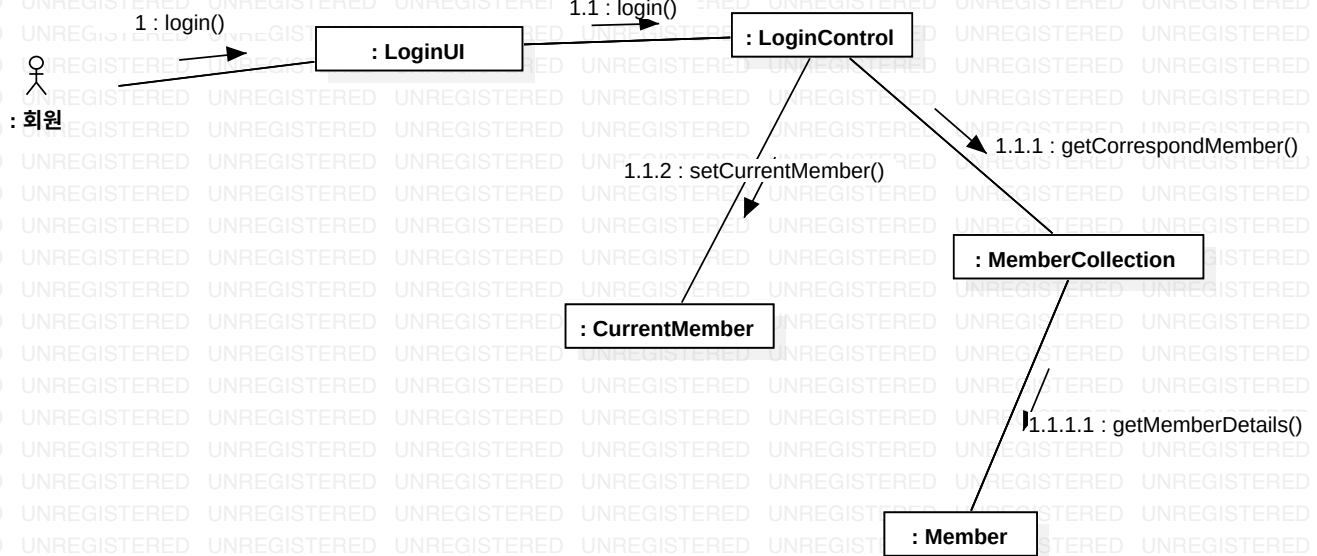 1 : login()
1.1 : login()
: LoginUI
: LoginControl
: 회원
1.1.1 : getCorrespondMember()
1.1.2 : setCurrentMember()
: MemberCollection
: CurrentMember
1.1.1.1 : getMemberDetails()
: Member
UNREGISTERED